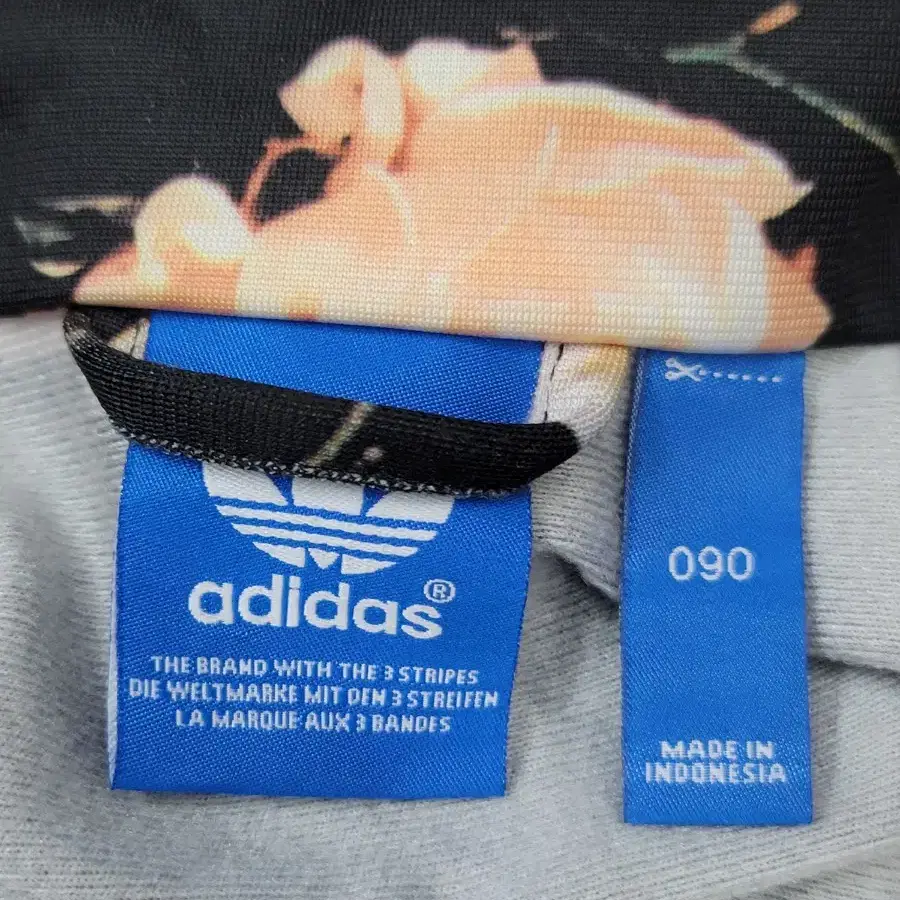 adidas®
THE BRAND WITH THE 3 STRIPES
DIE WELTMARKE MIT DEN 3 STREIFEN
LA MARQUE AUX 3 BANDES
090
MADE IN
INDONESIA